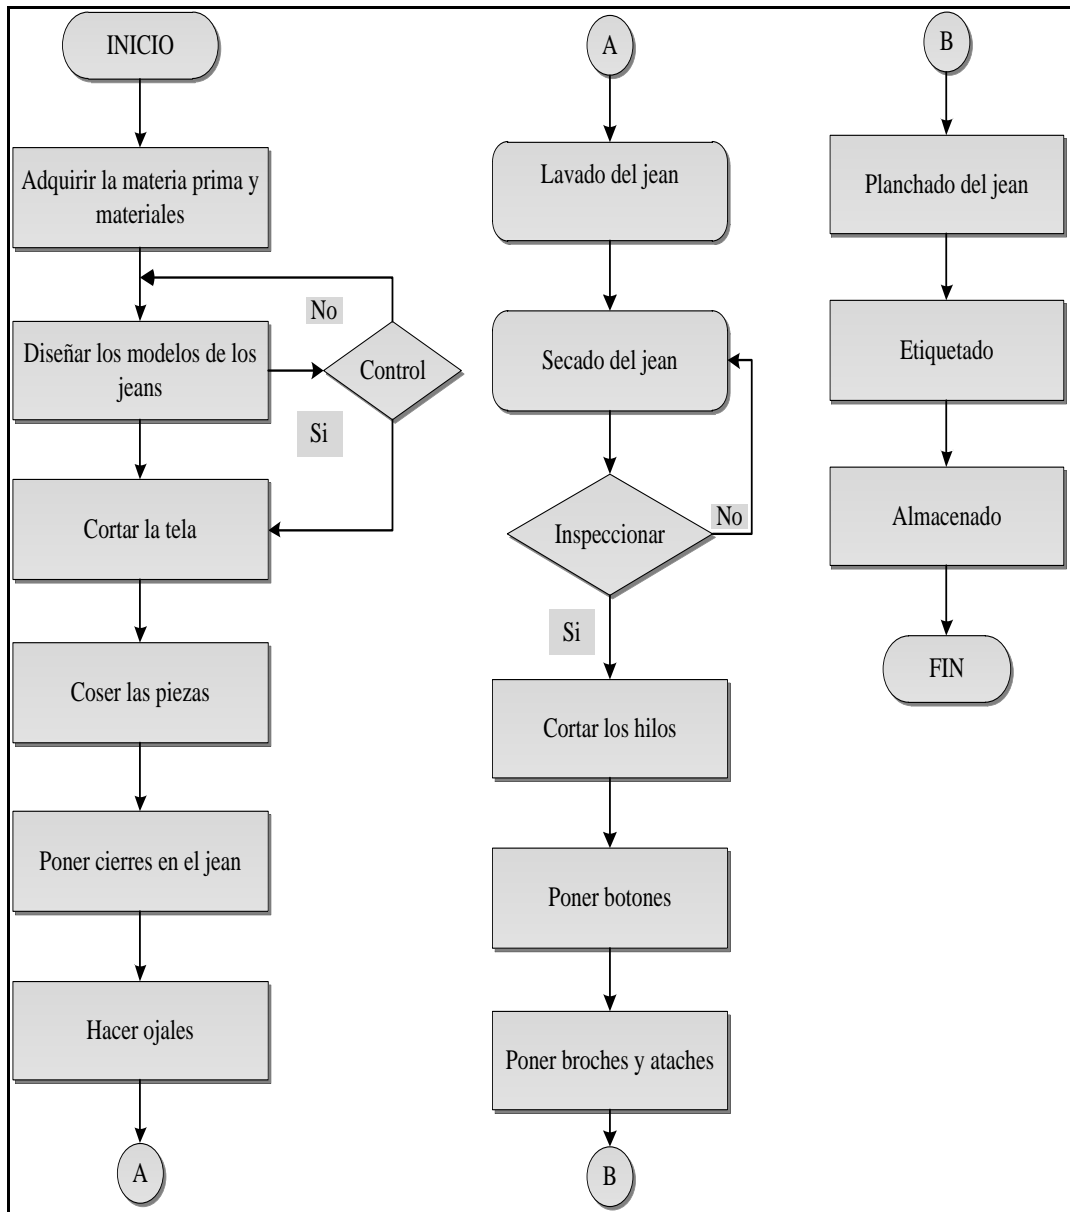 INICIO
Adquirir la materia prima y
materiales
No
Diseñar los modelos de los
jeans
Control
Si
Cortar la tela
Coser las piezas
Poner cierres en el jean
Hacer ojales
A
A
Lavado del jean
Secado del jean
Inspeccionar
No
Si
Cortar los hilos
Poner botones
Poner broches y ataches
B
B
Planchado del jean
Etiquetado
Almacenado
FIN